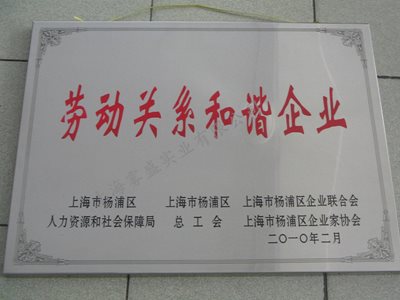 劳动关系和谐企业
上海市杨浦区 上海市杨浦区 上海市杨浦区企业联合会
人力资源和社会保障局 总工会 上海市杨浦区企业家协会
二〇一〇年二月